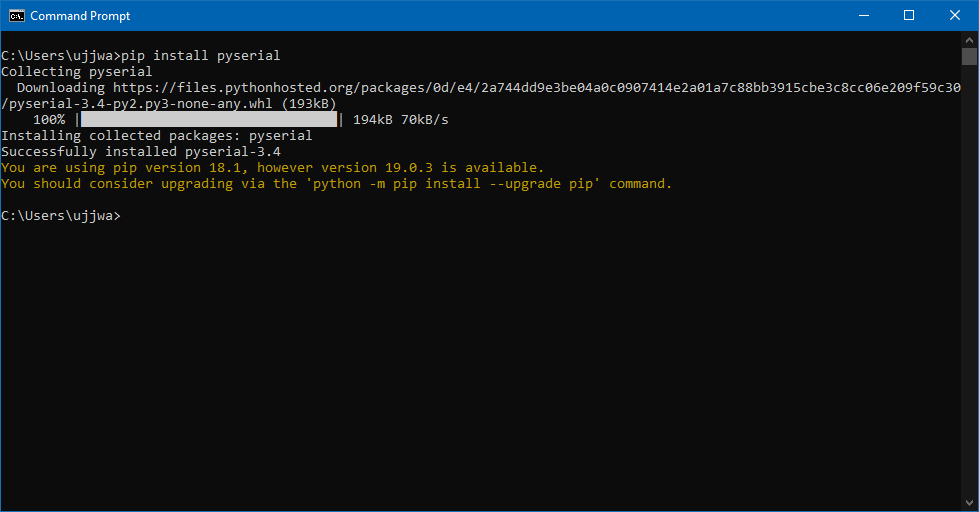 Command Prompt
C:\Users\ujjwa>pip install pyserial
Collecting pyserial
  Downloading https://files.pythonhosted.org/packages/0d/e4/2a744dd9e3be04a0c0907414e2a01a7c88bb3915cbe3c8cc06e209f59c30
/pyserial-3.4-py2.py3-none-any.whl (193kB)
    100% |████████████████████████████████| 194kB 70kB/s
Installing collected packages: pyserial
Successfully installed pyserial-3.4
You are using pip version 18.1, however version 19.0.3 is available.
You should consider upgrading via the 'python -m pip install --upgrade pip' command.
C:\Users\ujjwa>